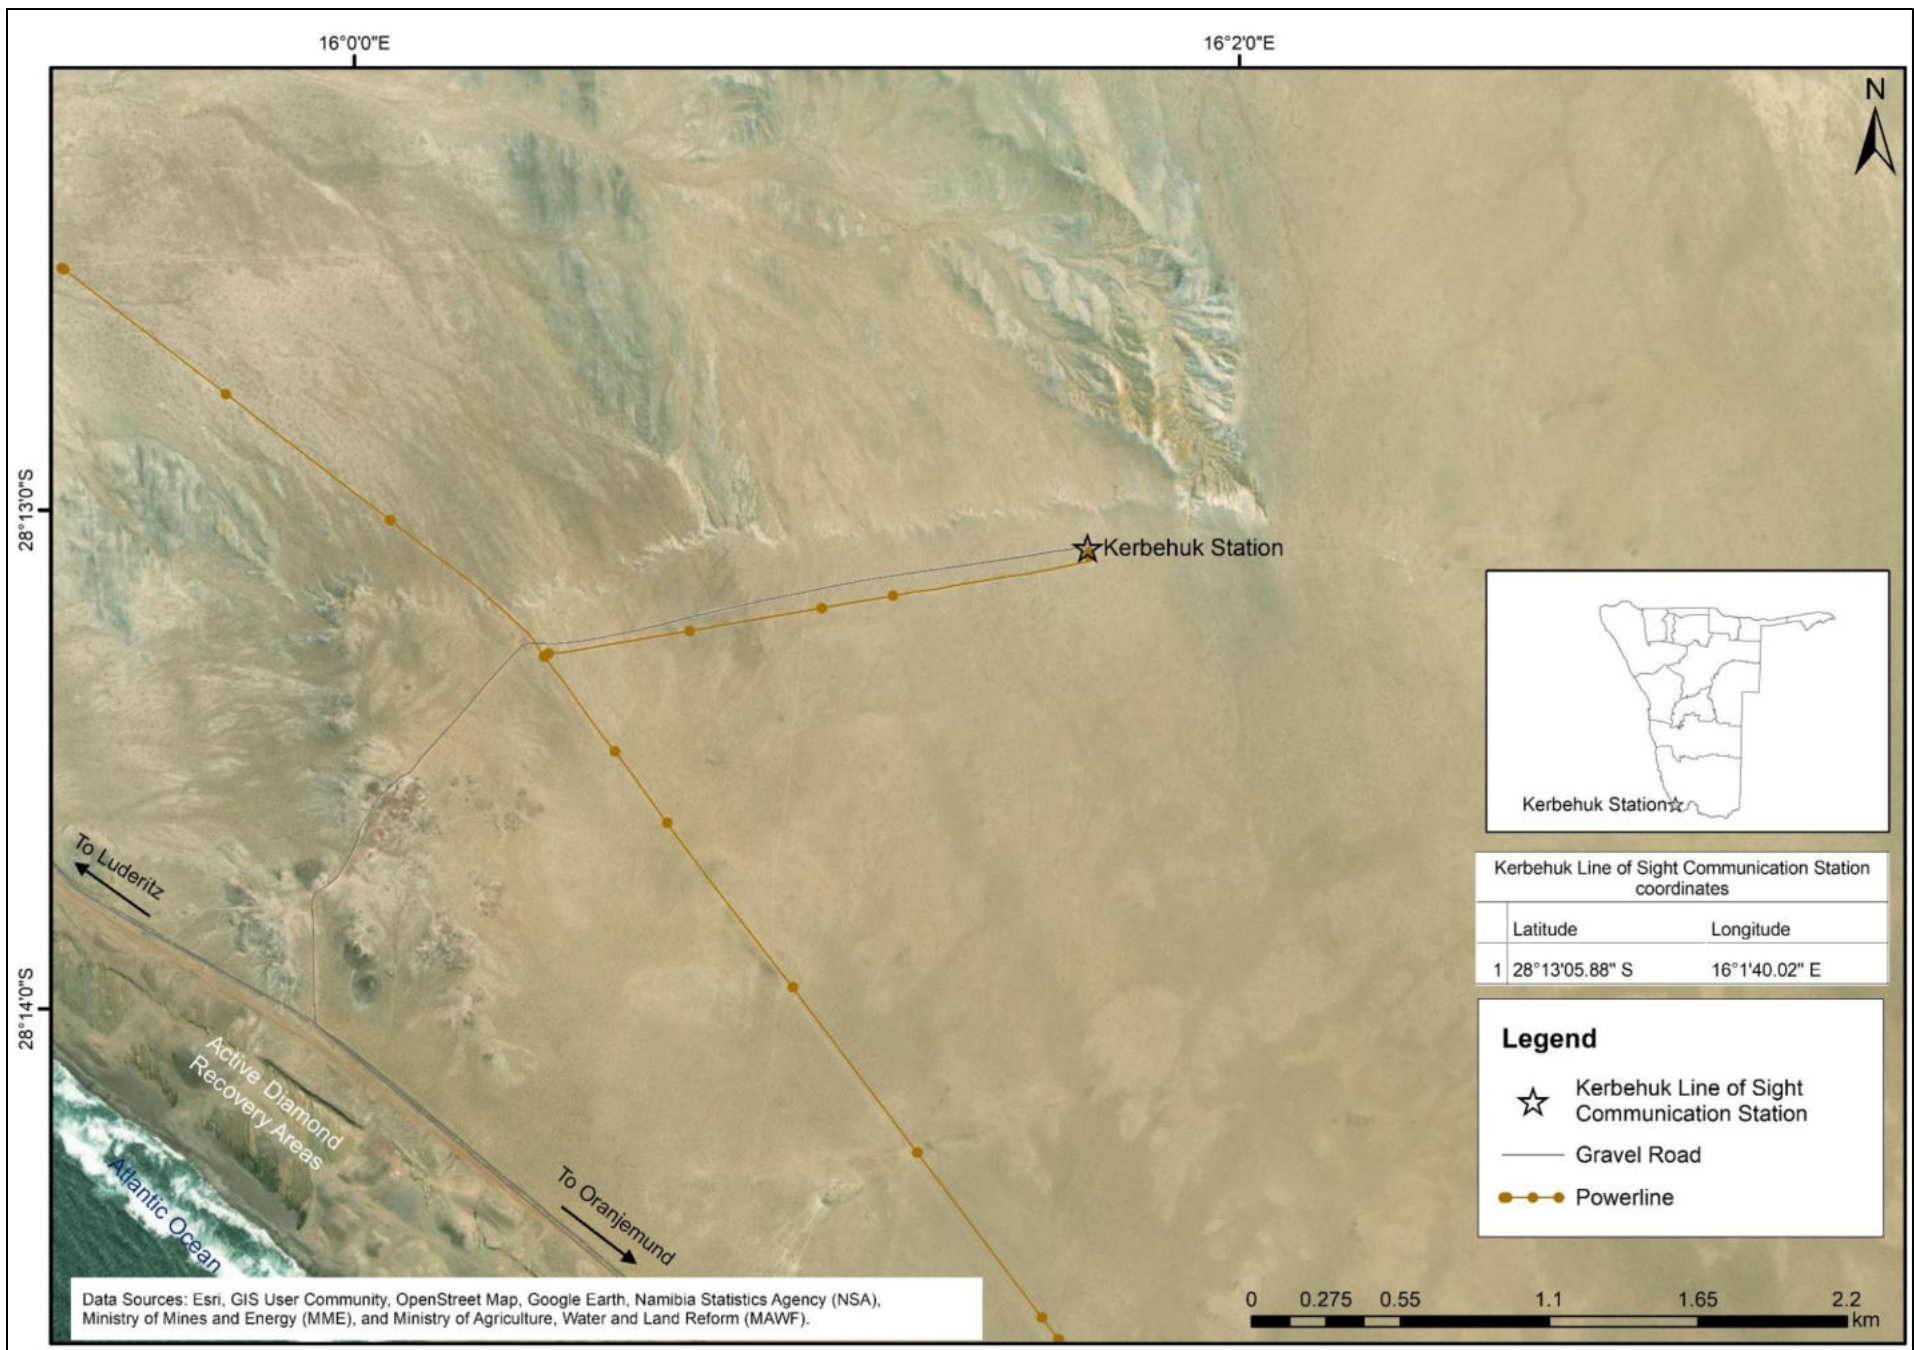 16°0'0"E
16°2'0"E
N
28°13'0"S
28°14'0"S
Kerbehuk Station
Kerbehuk Station
Kerbehuk Line of Sight Communication Station
coordinates
Latitude Longitude
1 28°13'05.88" S 16°1'40.02" E
To Luderitz
Active Diamond
Recovery Areas
Atlantic Ocean
To Oranjemund
Legend
Kerbehuk Line of Sight
Communication Station
Gravel Road
Powerline
Data Sources: Esri, GIS User Community, OpenStreet Map, Google Earth, Namibia Statistics Agency (NSA),
Ministry of Mines and Energy (MME), and Ministry of Agriculture, Water and Land Reform (MAWF).
0 0.275 0.55 1.1 1.65 2.2
km